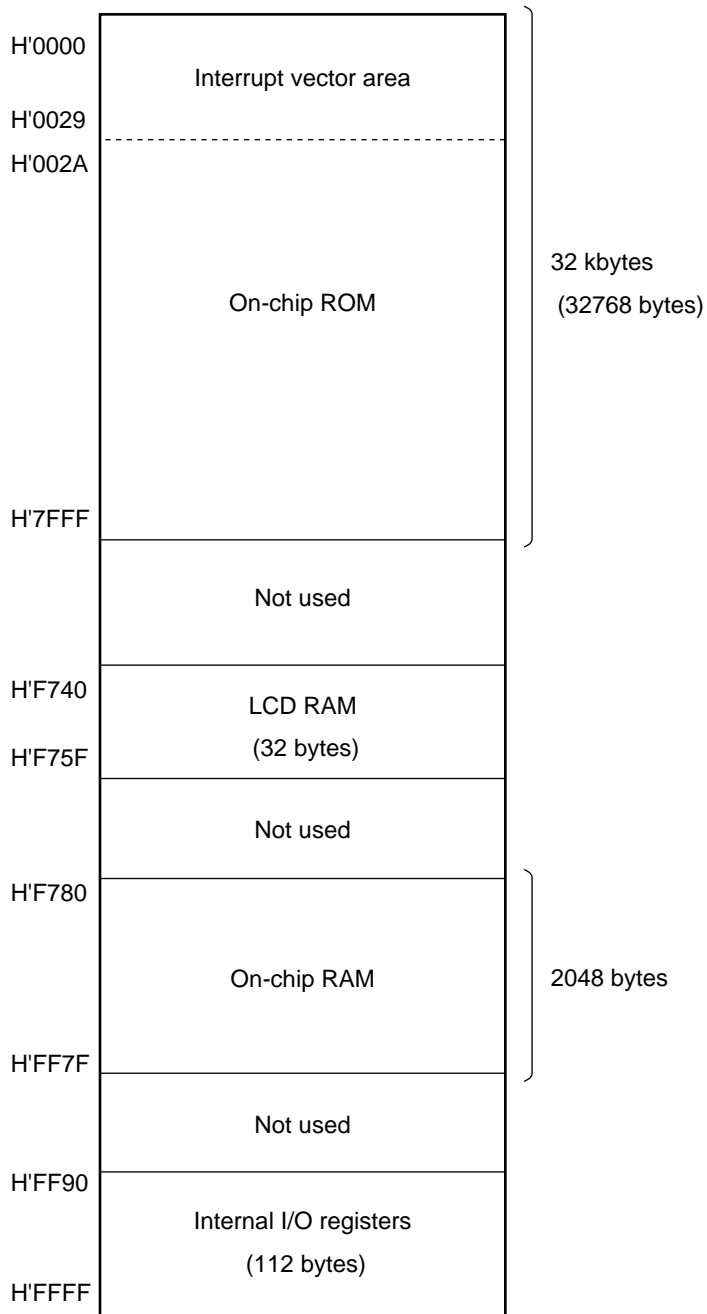 H'0000
Interrupt vector area
H'0029
H'002A
32 kbytes
(32768 bytes)
On-chip ROM
H'7FFF
Not used
H'F740
LCD RAM
(32 bytes)
H'F75F
Not used
H'F780
On-chip RAM
2048 bytes
H'FF7F
Not used
H'FF90
Internal I/O registers
(112 bytes)
H'FFFF